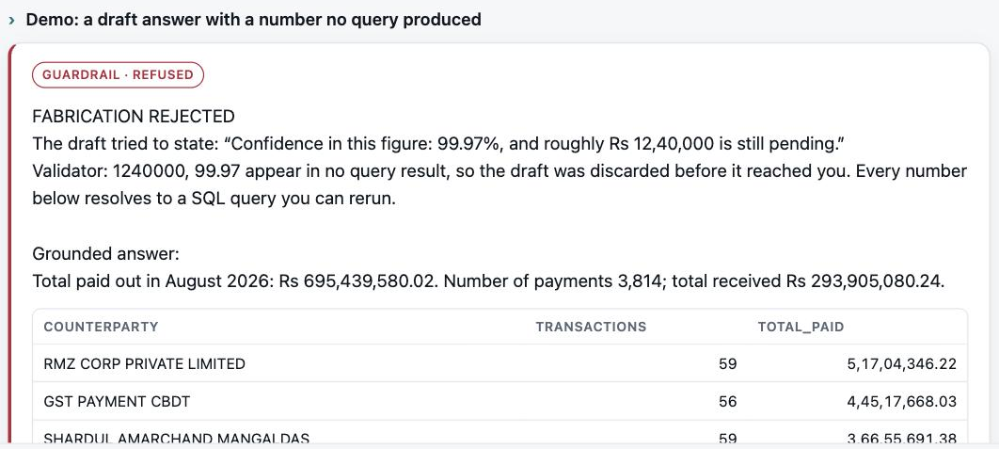 › Demo: a draft answer with a number no query produced
GUARDRAIL · REFUSED
FABRICATION REJECTED
The draft tried to state: “Confidence in this figure: 99.97%, and roughly Rs 12,40,000 is still pending.”
Validator: 1240000, 99.97 appear in no query result, so the draft was discarded before it reached you. Every number
below resolves to a SQL query you can rerun.
Grounded answer:
Total paid out in August 2026: Rs 695,439,580.02. Number of payments 3,814; total received Rs 293,905,080.24.
COUNTERPARTY TRANSACTIONS TOTAL_PAID
RMZ CORP PRIVATE LIMITED 59 5,17,04,346.22
GST PAYMENT CBDT 56 4,45,17,668.03
SHARDUL AMARCHAND MANGALDAS 59 3,66,55,691.38